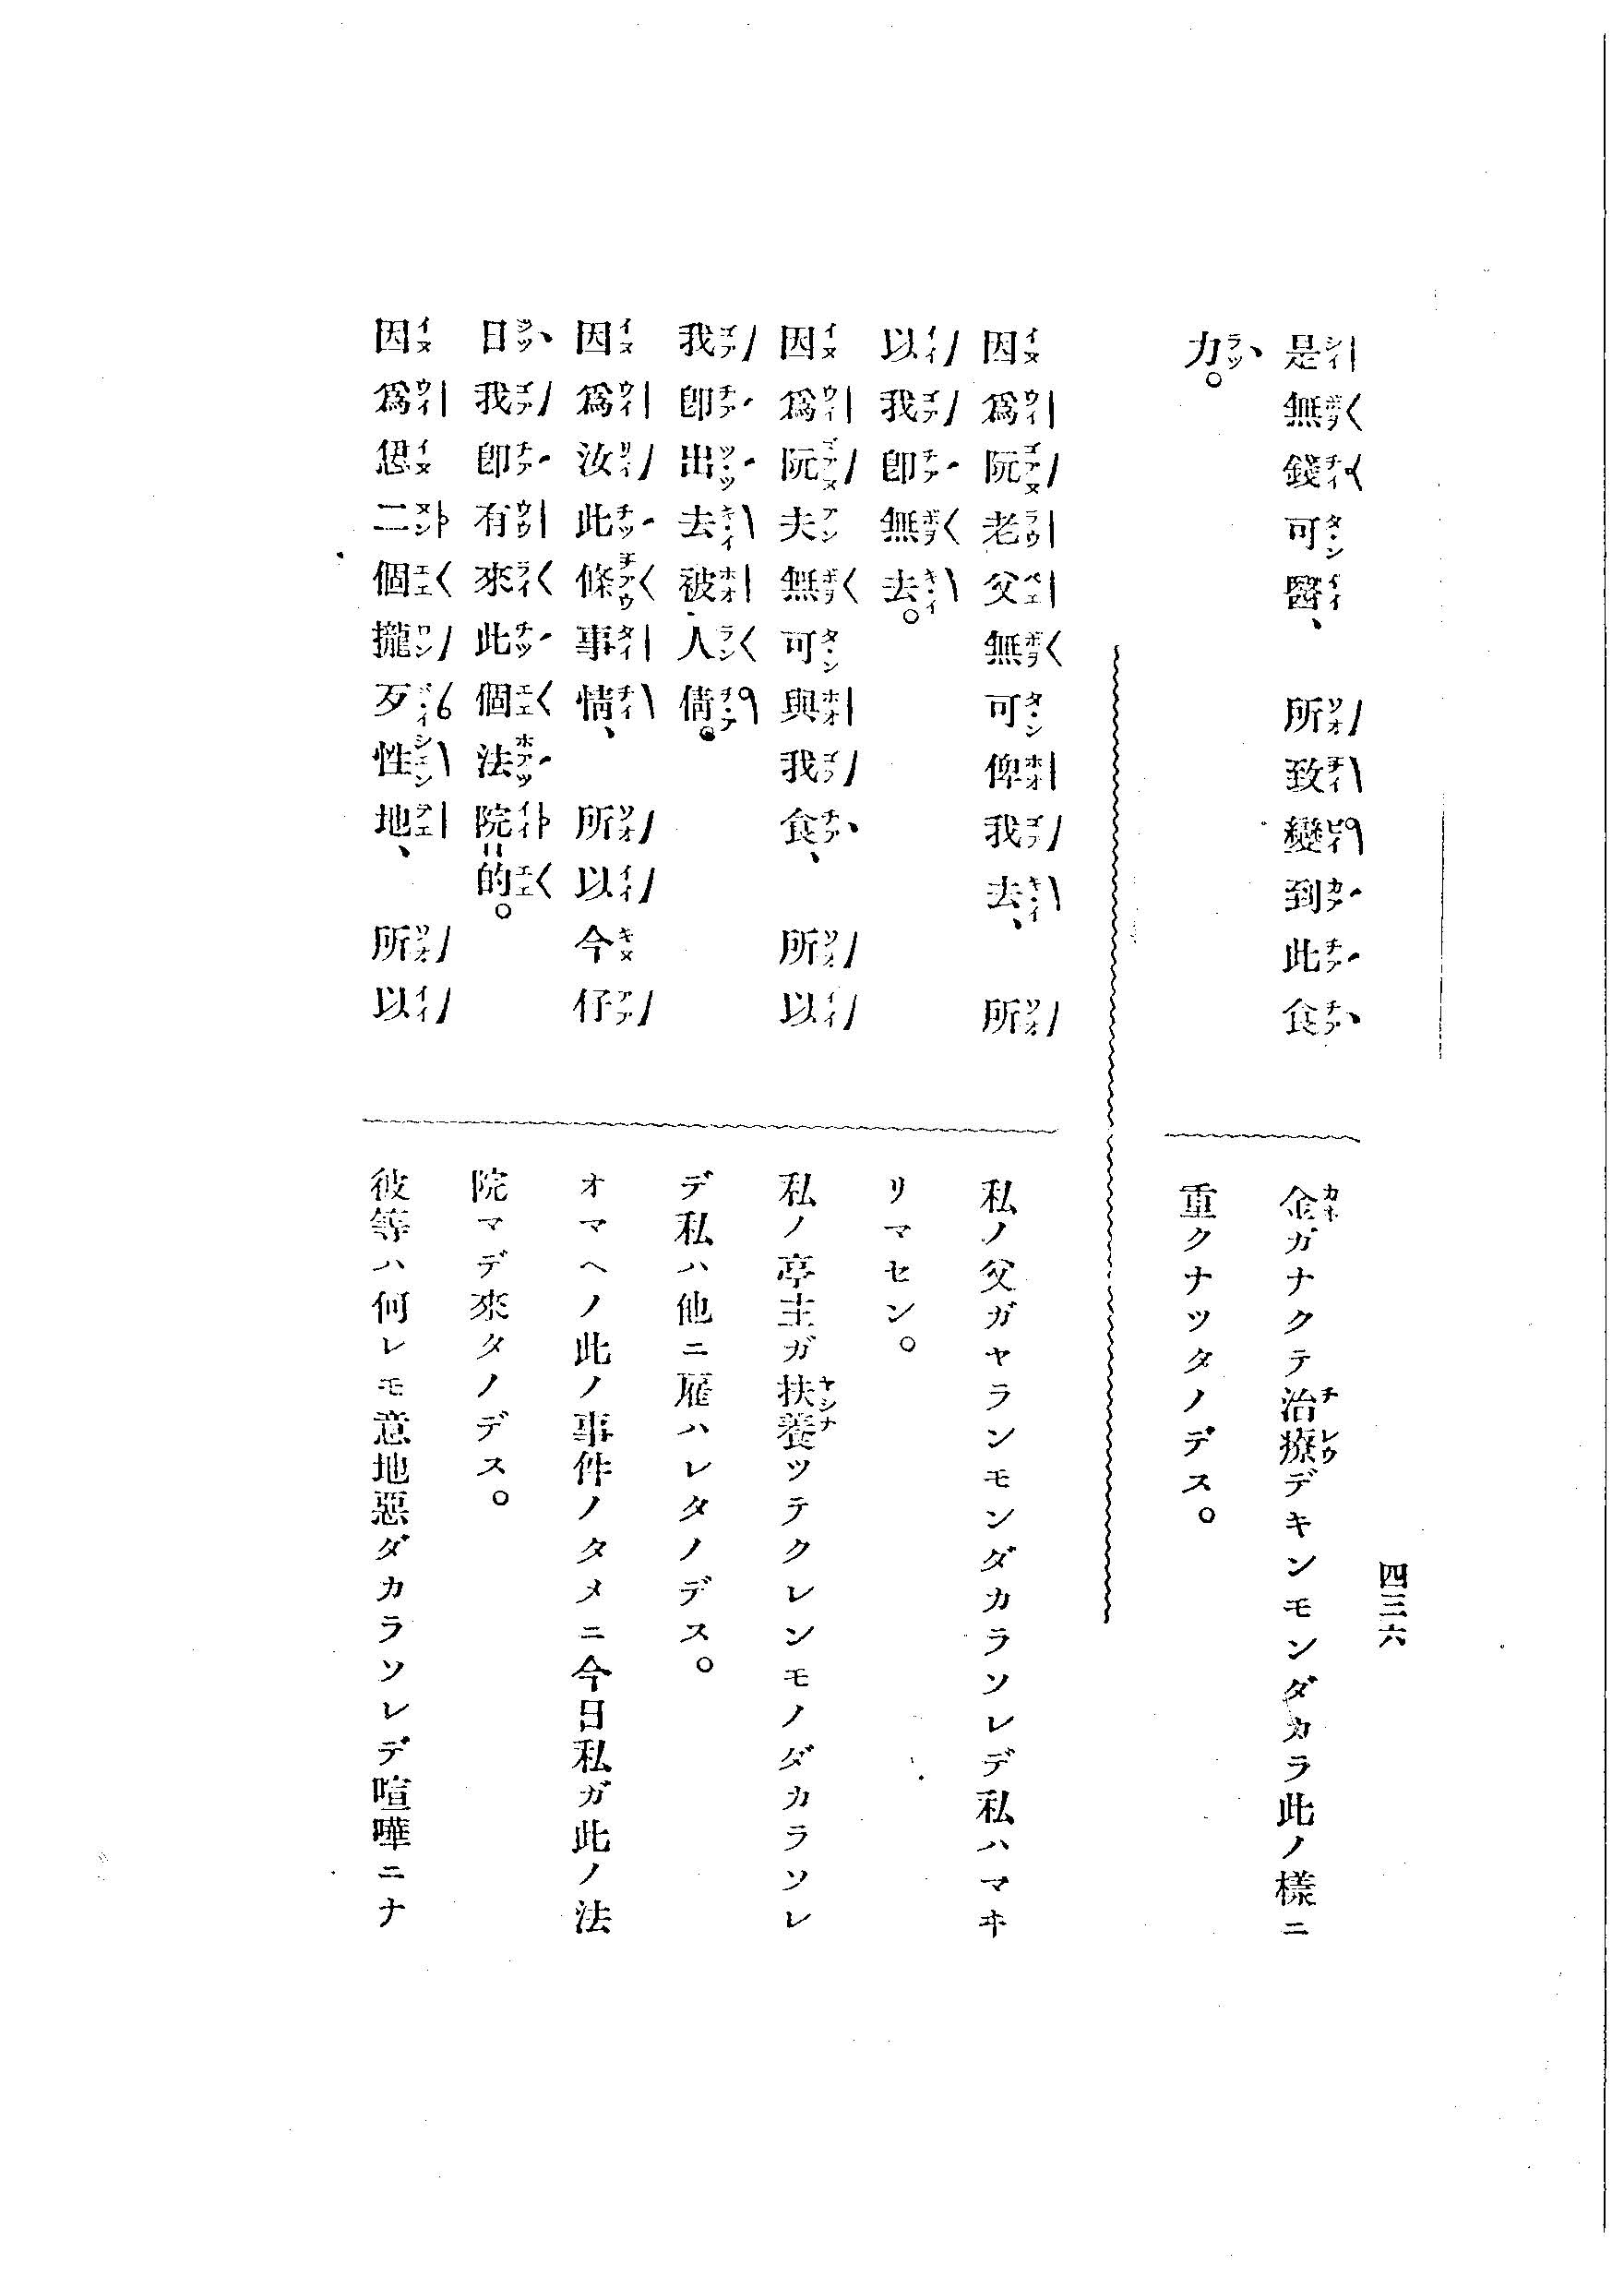 四三六
是無錢可醫、所致變到此食
力。
金ガナクテ治療デキンモンダカラ此ノ樣ニ
重クナツタノデス。
因爲阮老父無可俾我去、所
以我卽無去。
因爲阮夫無可與我食、所以
我卽出去被人倩。
因爲汝此條事情、所以今仔
日我卽有來此個法院的。
因爲𪜶二個攏歹性地、所以
私ノ父ガヤランモンダカラソレデ私ハマヰ
リマセン。
私ノ亭主ガ扶養ツテクレンモノダカラソレ
デ私ハ他ニ雇ハレタノデス。
オマヘノ此ノ事件ノタメニ今日私ガ此ノ法
院マデ來タノデス。
彼等ハ何レモ意地惡ダカラソレデ喧嘩ニナ